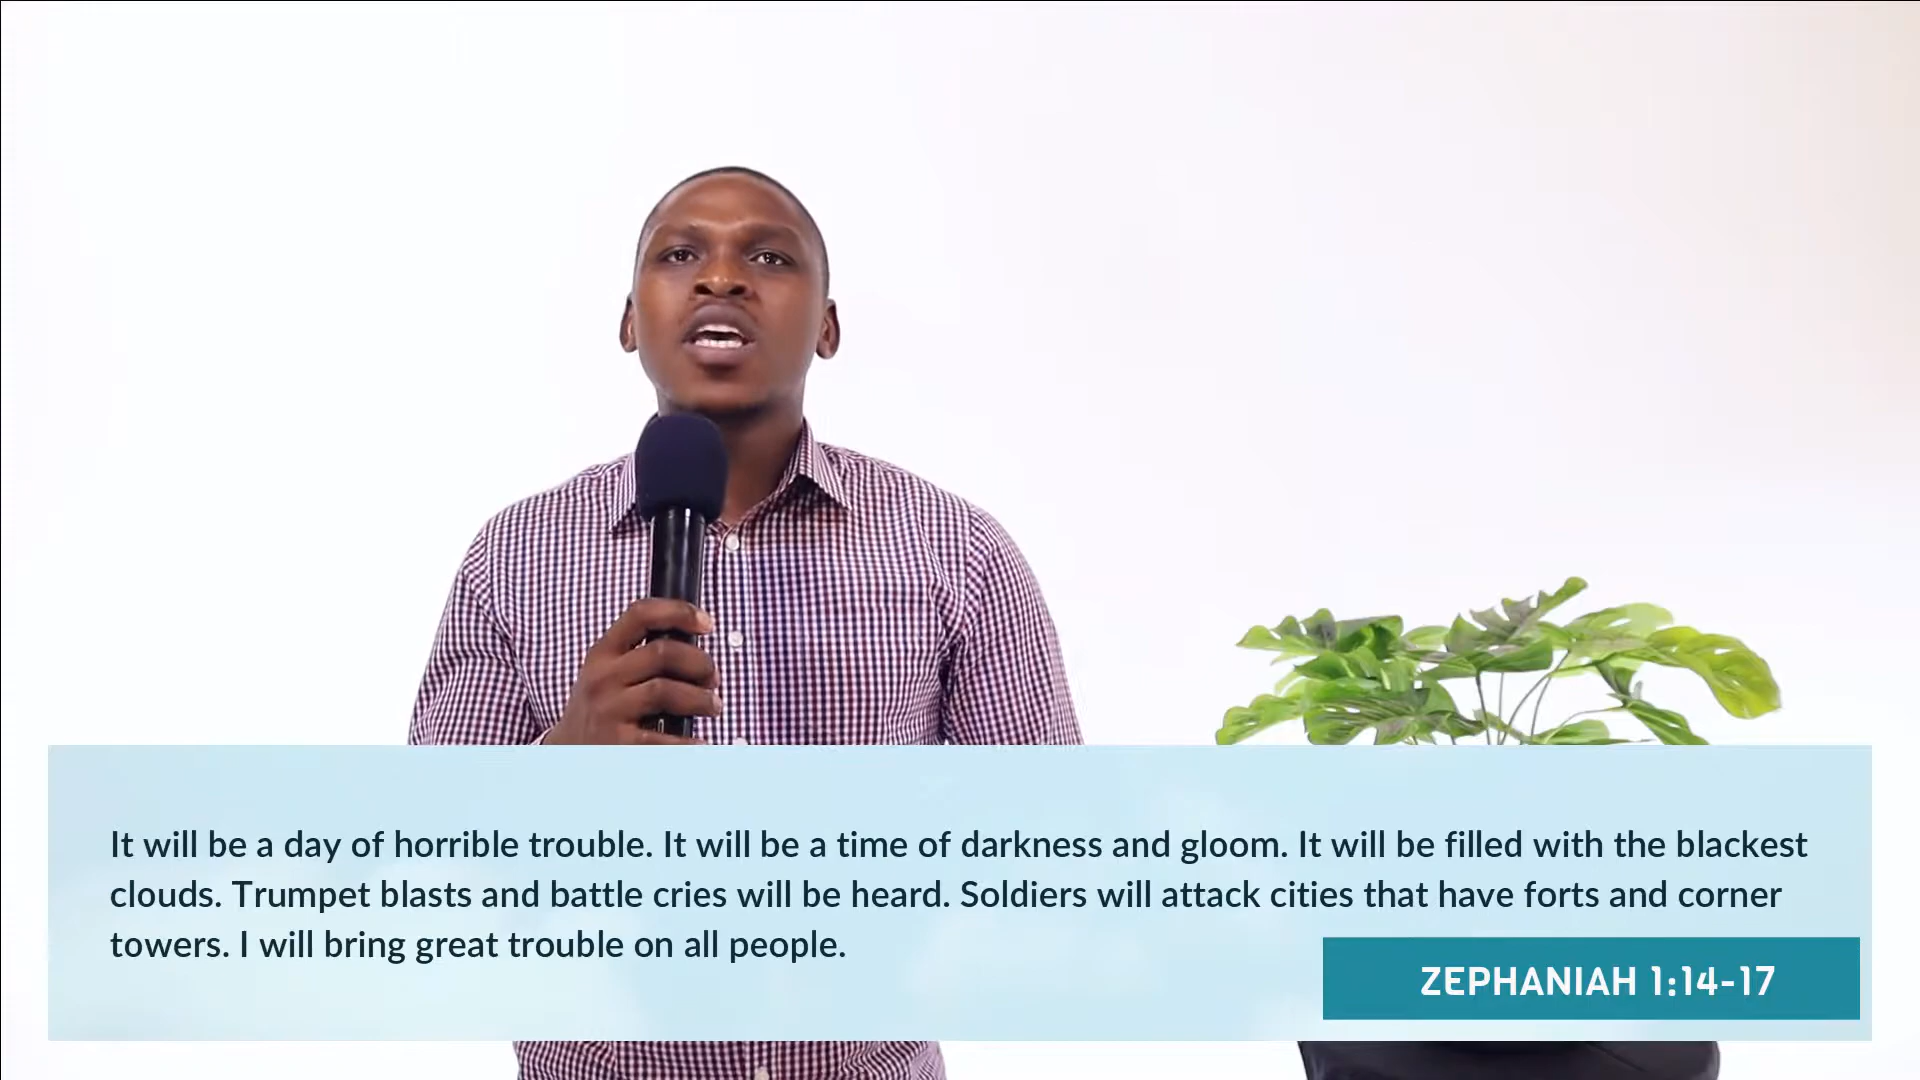 It will be a day of horrible trouble. It will be a time of darkness and gloom. It will be filled with the blackest
clouds. Trumpet blasts and battle cries will be heard. Soldiers will attack cities that have forts and corner
towers. I will bring great trouble on all people.
ZEPHANIAH 1:14-17